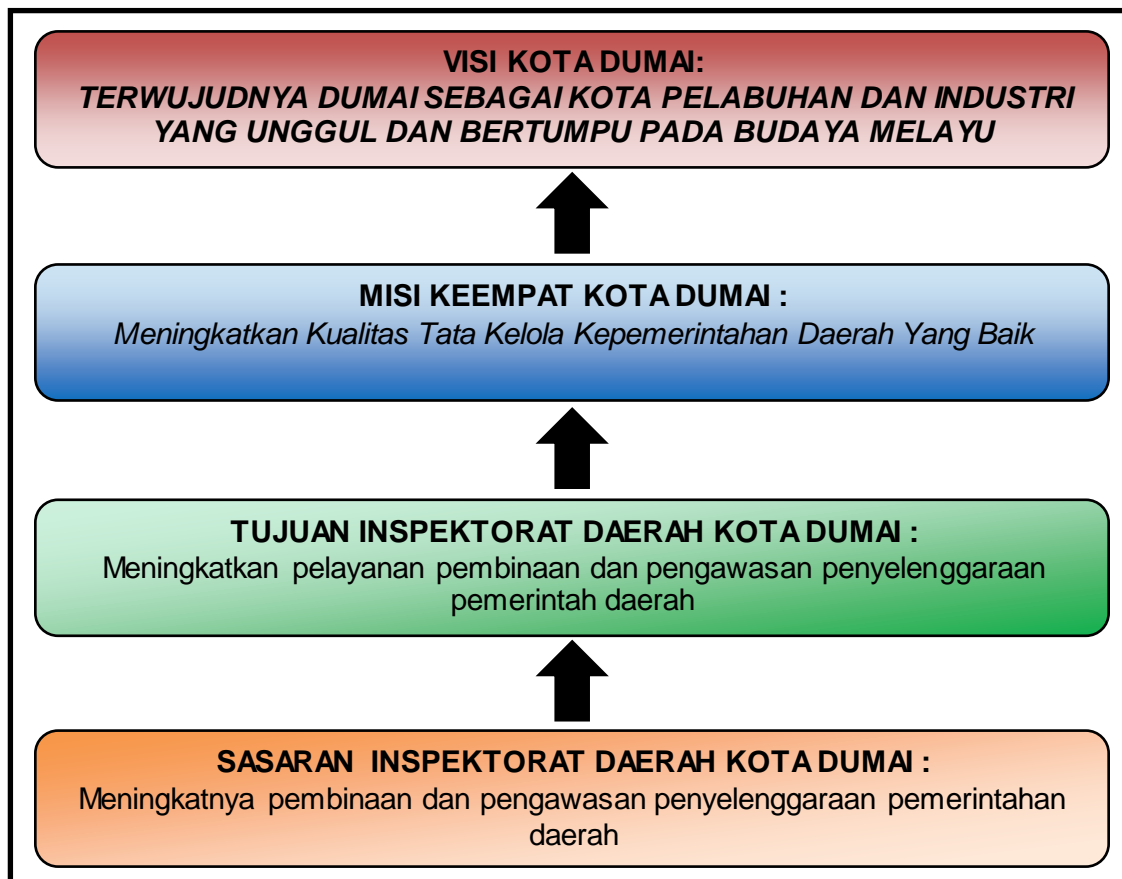 VISI KOTA DUMAI:
TERWUJUDNYA DUMAI SEBAGAI KOTA PELABUHAN DAN INDUSTRI
YANG UNGGUL DAN BERTUMPU PADA BUDAYA MELAYU
MISI KEEMPAT KOTA DUMAI :
Meningkatkan Kualitas Tata Kelola Kepemerintahan Daerah Yang Baik
TUJUAN INSPEKTORAT DAERAH KOTA DUMAI :
Meningkatkan pelayanan pembinaan dan pengawasan penyelenggaraan
pemerintah daerah
SASARAN INSPEKTORAT DAERAH KOTA DUMAI :
Meningkatnya pembinaan dan pengawasan penyelenggaraan pemerintahan
daerah